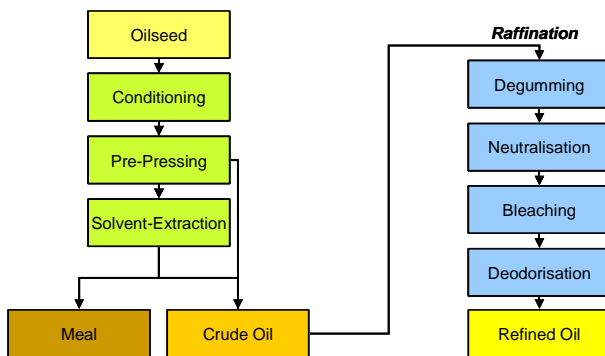 Oilseed
Conditioning
Pre-Pressing
Solvent-Extraction
Meal
Crude Oil
Raffination
Degumming
Neutralisation
Bleaching
Deodorisation
Refined Oil